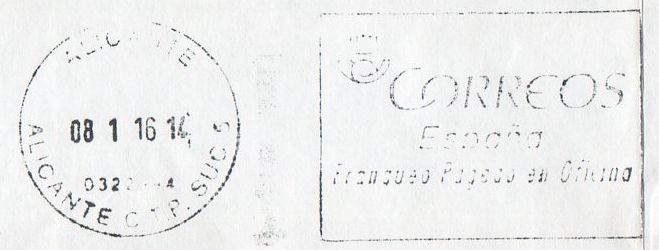 ALICANTE
08 1 16 14
ALICANTE C.T.P. SUC 5
CORREOS
España
Franqueo Pagado en Oficina